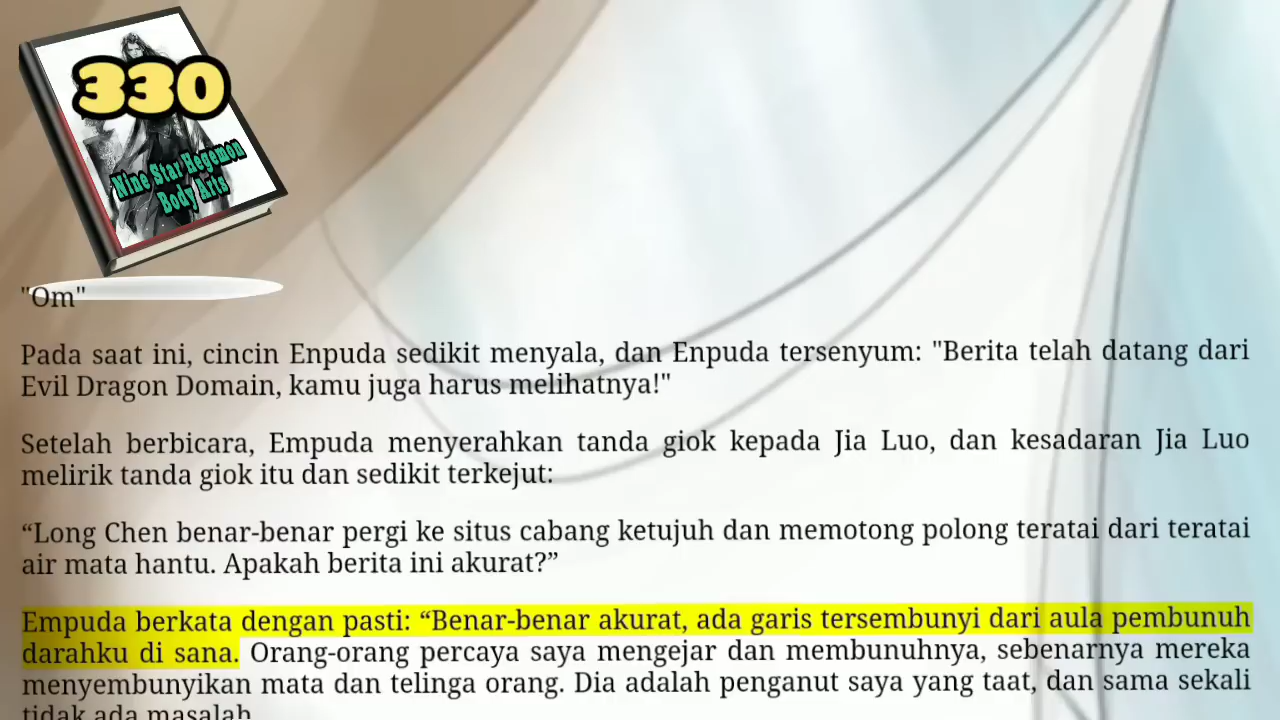 330
Nine Star Hegemon
Body Arts
"Om"
Pada saat ini, cincin Enpuda sedikit menyala, dan Enpuda tersenyum: "Berita telah datang dari
Evil Dragon Domain, kamu juga harus melihatnya!"
Setelah berbicara, Empuda menyerahkan tanda giok kepada Jia Luo, dan kesadaran Jia Luo
melirik tanda giok itu dan sedikit terkejut:
“Long Chen benar-benar pergi ke situs cabang ketujuh dan memotong polong teratai dari teratai
air mata hantu. Apakah berita ini akurat?”
Empuda berkata dengan pasti: “Benar-benar akurat, ada garis tersembunyi dari aula pembunuh
darahku di sana. Orang-orang percaya saya mengejar dan membunuhnya, sebenarnya mereka
menyembunyikan mata dan telinga orang. Dia adalah penganut saya yang taat, dan sama sekali
tidak ada masalah